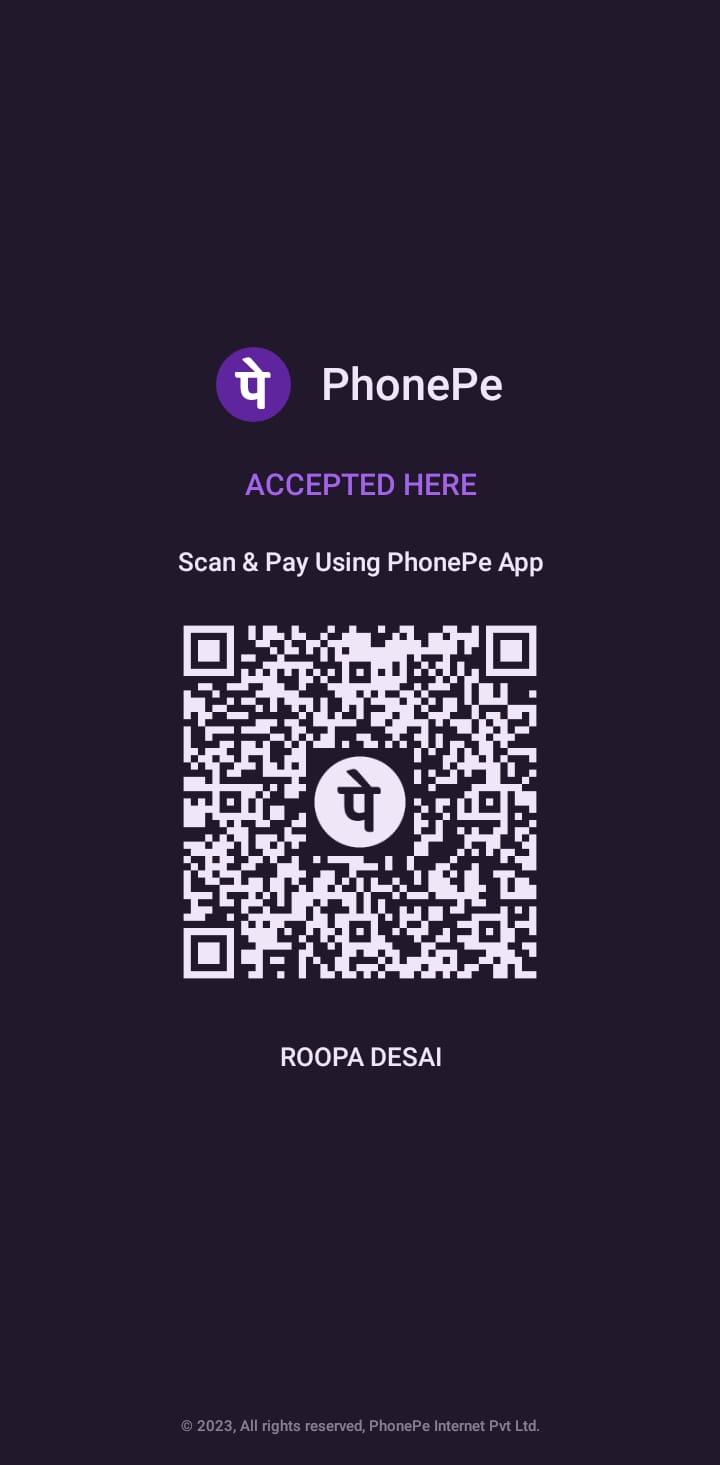 पे PhonePe
ACCEPTED HERE
Scan & Pay Using PhonePe App
पे
ROOPA DESAI
© 2023, All rights reserved, PhonePe Internet Pvt Ltd.